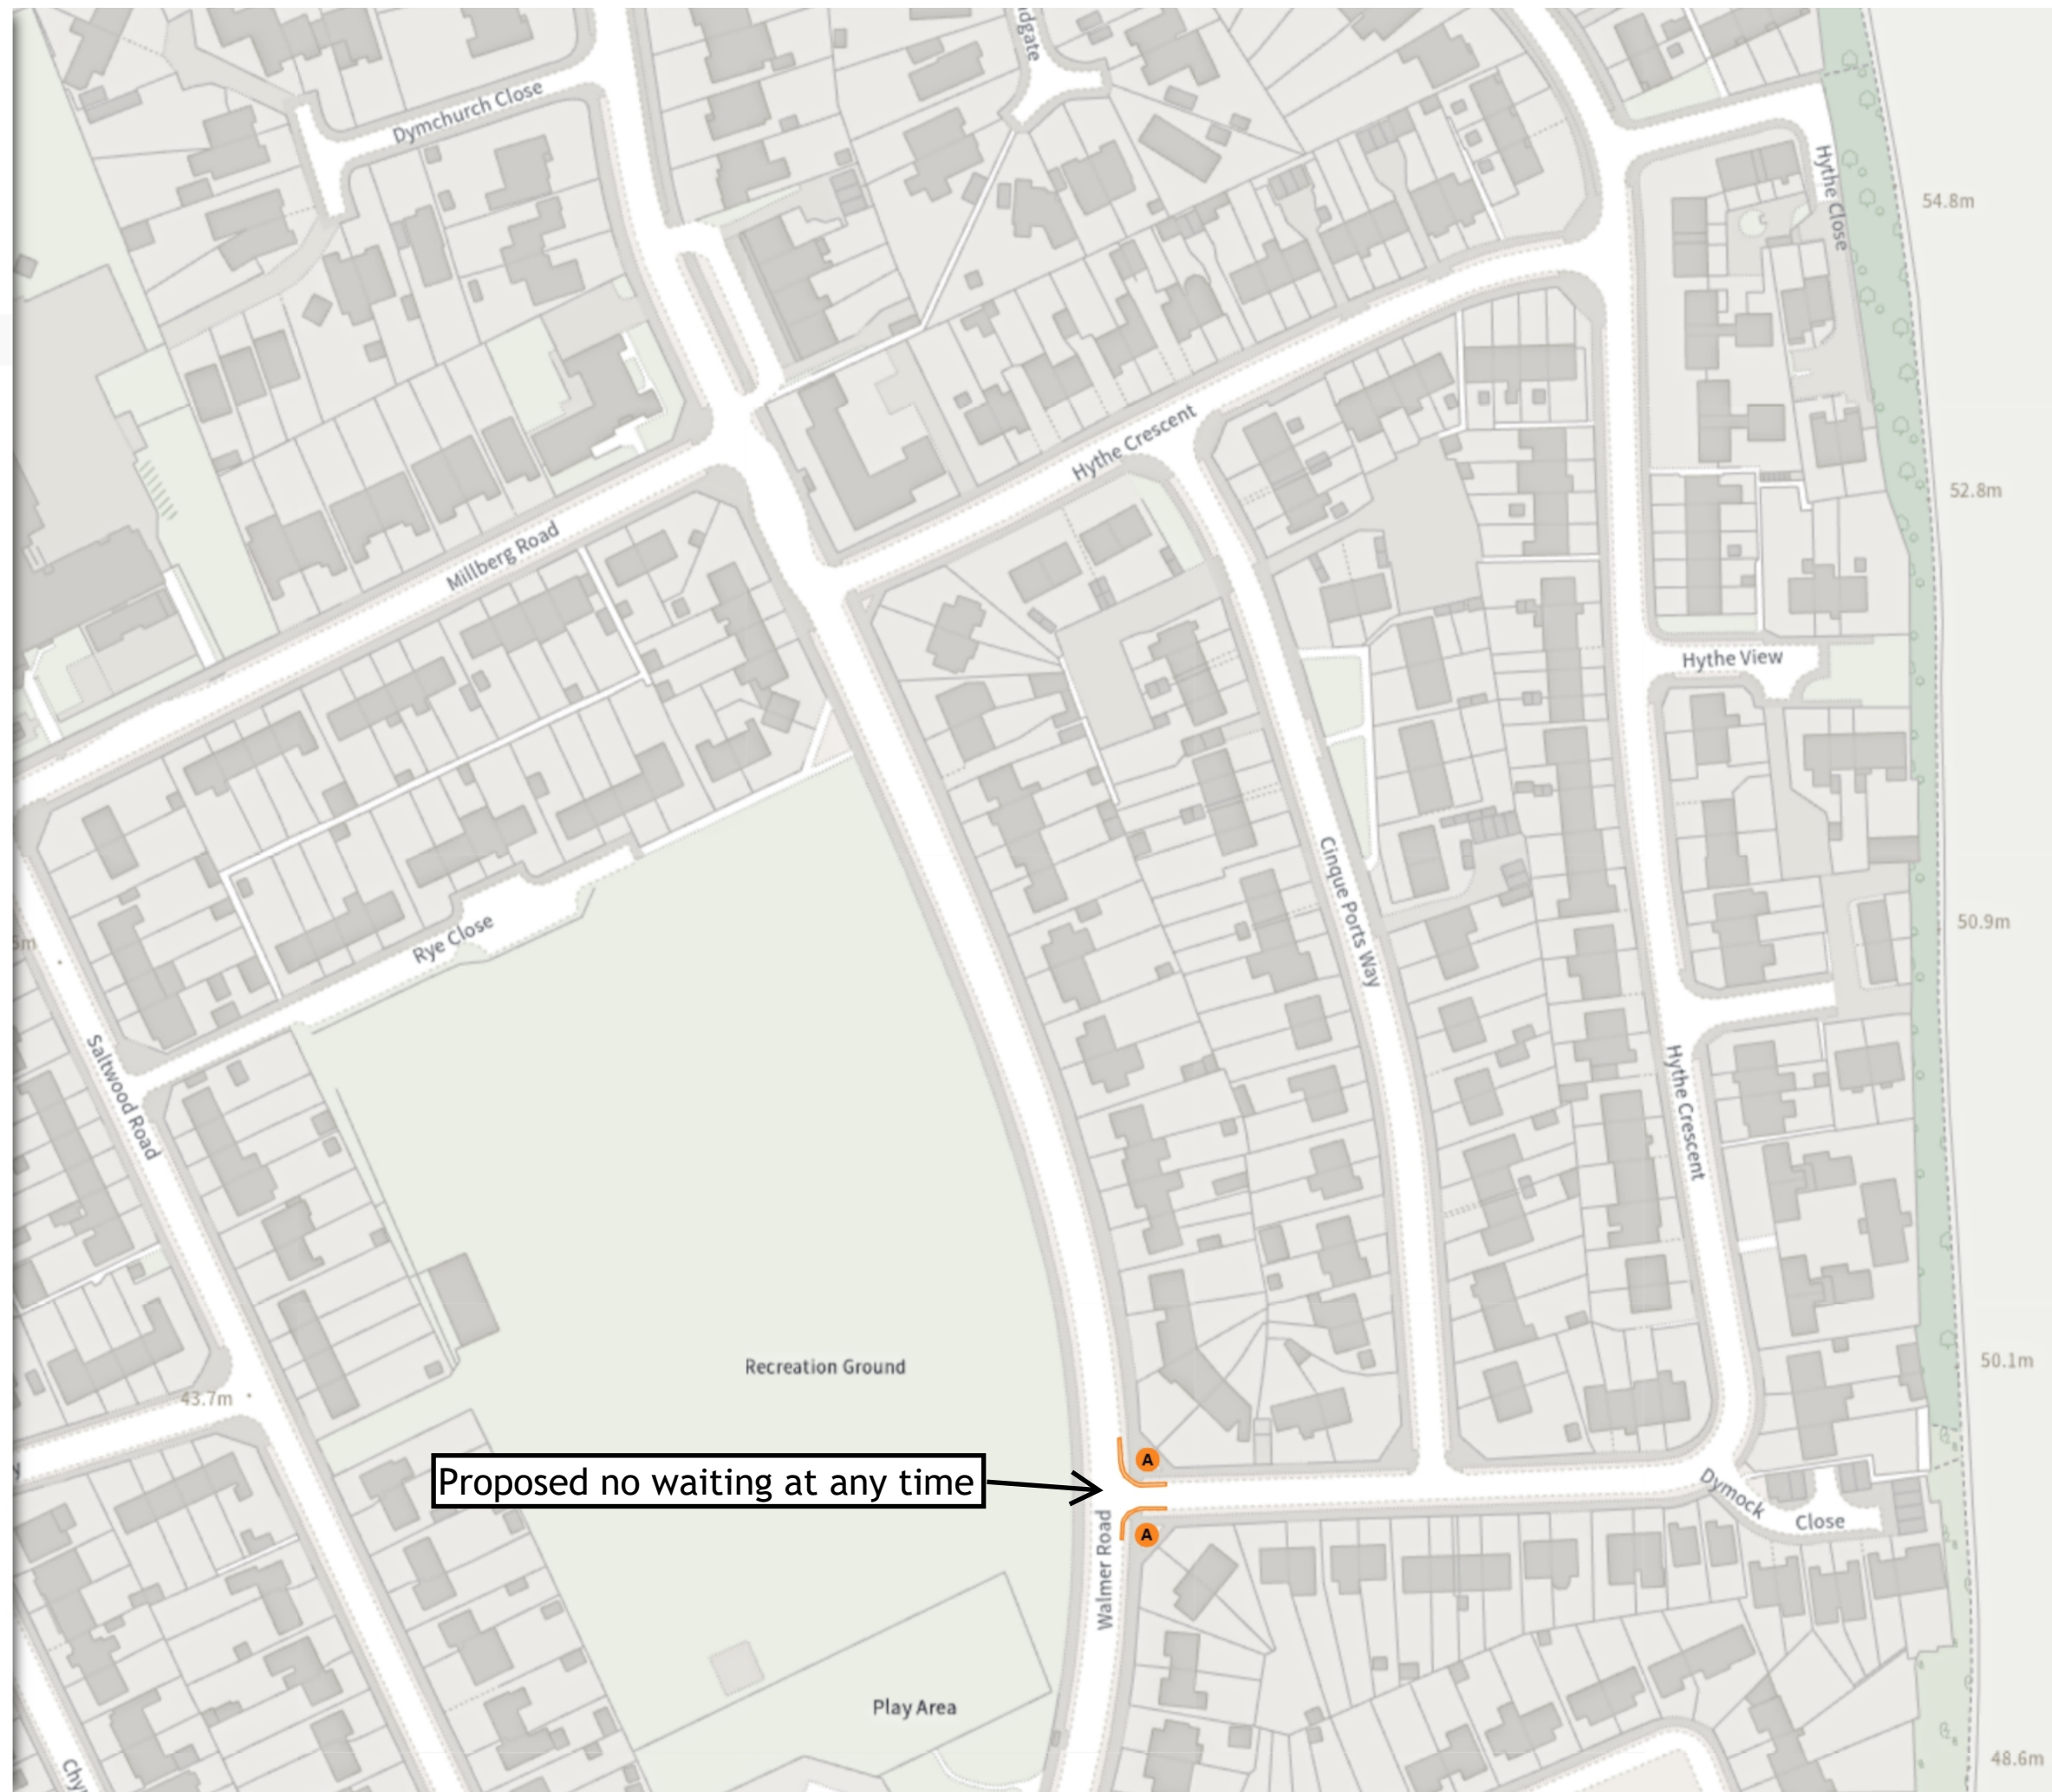 Dymchurch Close
Hythe Close
54.8m
Hythe Crescent
52.8m
Millberg Road
Hythe View
Cinque Ports Way
50.9m
Rye Close
Saltwood Road
Hythe Crescent
50.1m
Recreation Ground
43.7m
A
Proposed no waiting at any time
A
Dymock
Close
Walmer Road
Play Area
48.6m